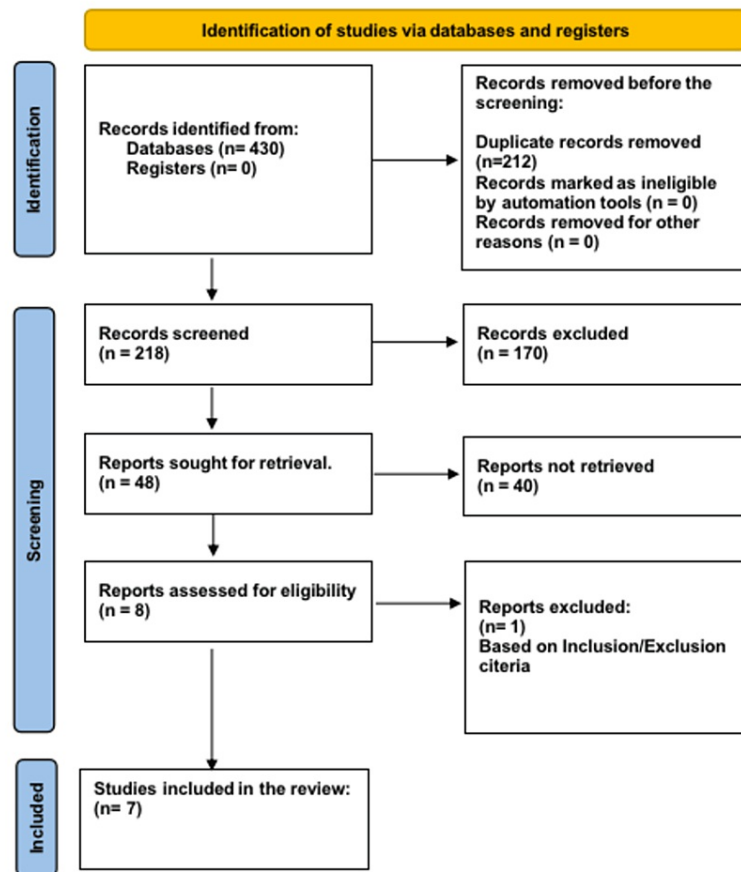 Identification of studies via databases and registers
Identification
Records identified from:
Databases (n= 430)
Registers (n= 0)
Records removed before the
screening:
Duplicate records removed
(n=212)
Records marked as ineligible
by automation tools (n = 0)
Records removed for other
reasons (n = 0)
Screening
Records screened
(n = 218)
Records excluded
(n = 170)
Reports sought for retrieval.
(n = 48)
Reports not retrieved
(n = 40)
Reports assessed for eligibility
(n = 8)
Reports excluded:
(n= 1)
Based on Inclusion/Exclusion
citeria
Included
Studies included in the review:
(n= 7)